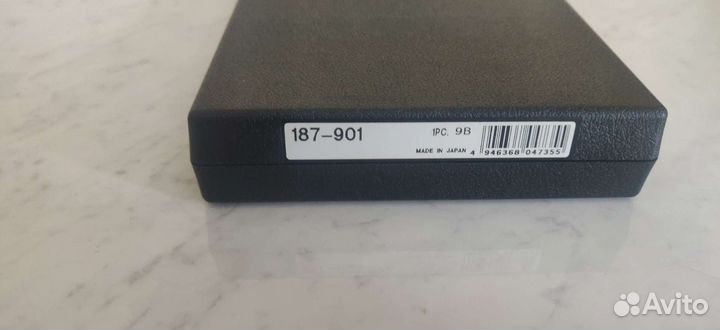 187-901 1PC. 9B
MADE IN JAPAN 4 946368 047355
Avito